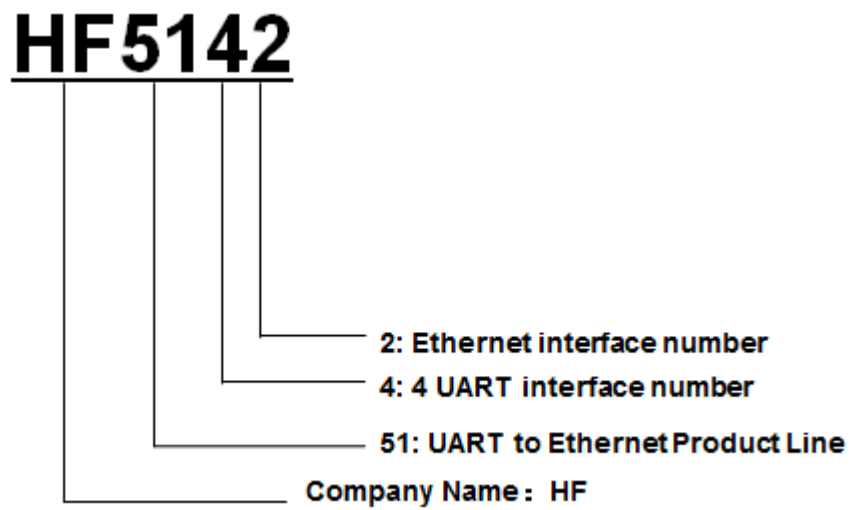 HF5142
2: Ethernet interface number
4: 4 UART interface number
51: UART to Ethernet Product Line
Company Name：HF